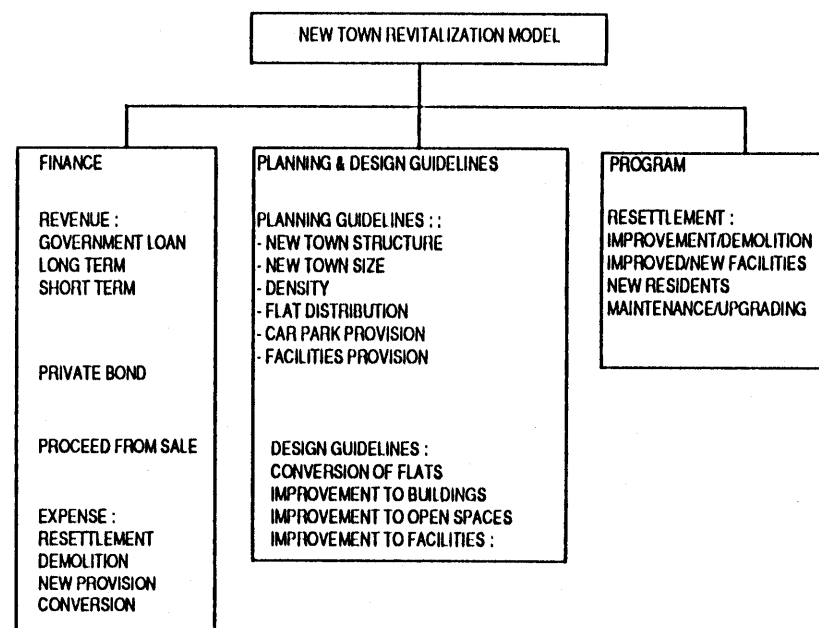 NEW TOWN REVITALIZATION MODEL
FINANCE
REVENUE :
GOVERNMENT LOAN
LONG TERM
SHORT TERM
PRIVATE BOND
PROCEED FROM SALE
EXPENSE :
RESETTLEMENT
DEMOLITION
NEW PROVISION
CONVERSION
PLANNING & DESIGN GUIDELINES
PLANNING GUIDELINES : :
- NEW TOWN STRUCTURE
- NEW TOWN SIZE
- DENSITY
- FLAT DISTRIBUTION
- CAR PARK PROVISION
- FACILITIES PROVISION
DESIGN GUIDELINES :
CONVERSION OF FLATS
IMPROVEMENT TO BUILDINGS
IMPROVEMENT TO OPEN SPACES
IMPROVEMENT TO FACILITIES :
PROGRAM
RESETTLEMENT :
IMPROVEMENT/DEMOLITION
IMPROVED/NEW FACILITIES
NEW RESIDENTS
MAINTENANCE/UPGRADING